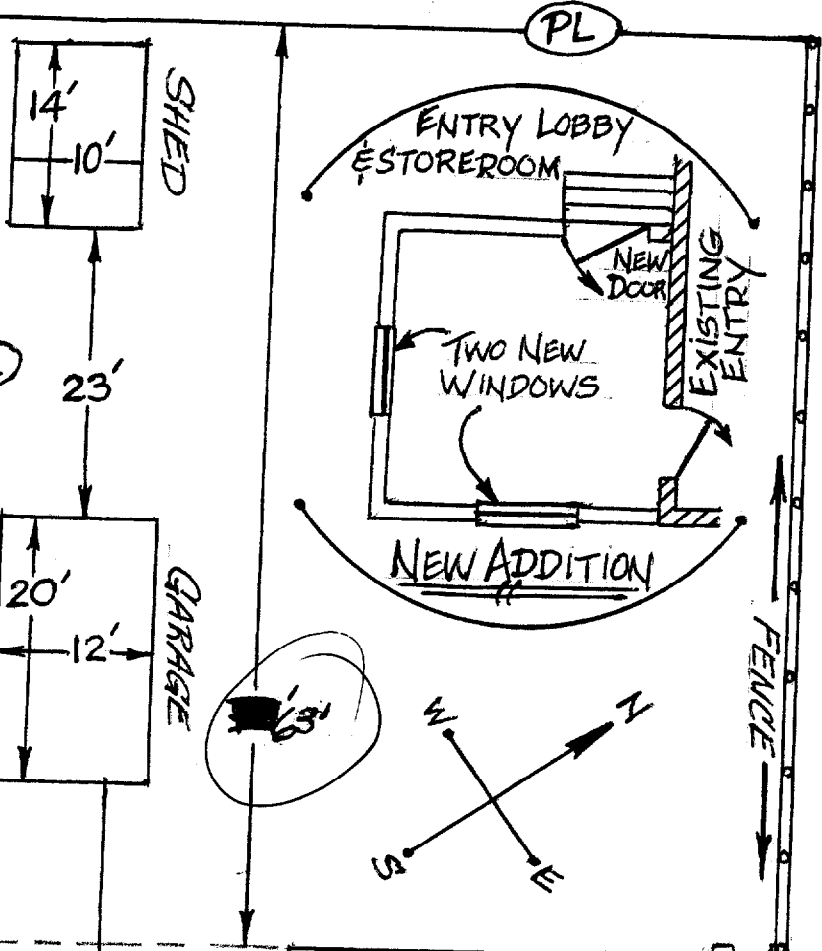 PL
14'
10'
SHED
ENTRY LOBBY
& STOREROOM
NEW
DOOR
EXISTING
ENTRY
TWO NEW
WINDOWS
23'
NEW ADDITION
20'
12'
GARAGE
63'
FENCE
W
N
S
E